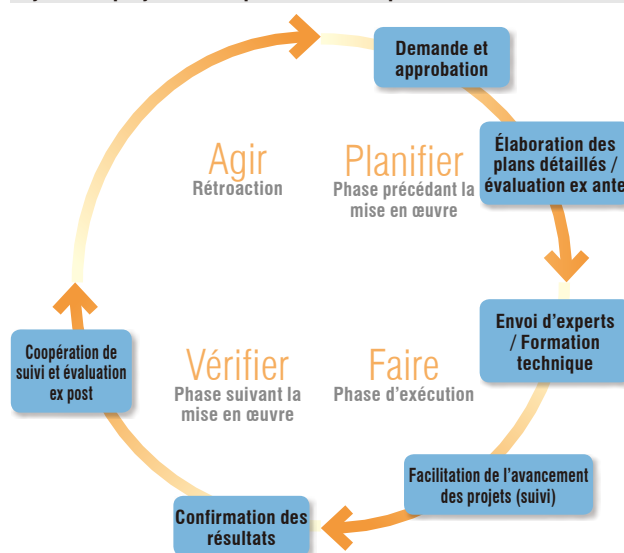 Demande et
approbation
Élaboration des
plans détaillés /
évaluation ex ante
Agir
Rétroaction
Planifier
Phase précédant la
mise en œuvre
Envoi d'experts
/ Formation
technique
Coopération de
suivi et évaluation
ex post
Vérifier
Phase suivant la
mise en œuvre
Faire
Phase d'exécution
Facilitation de l'avancement
des projets (suivi)
Confirmation des
résultats